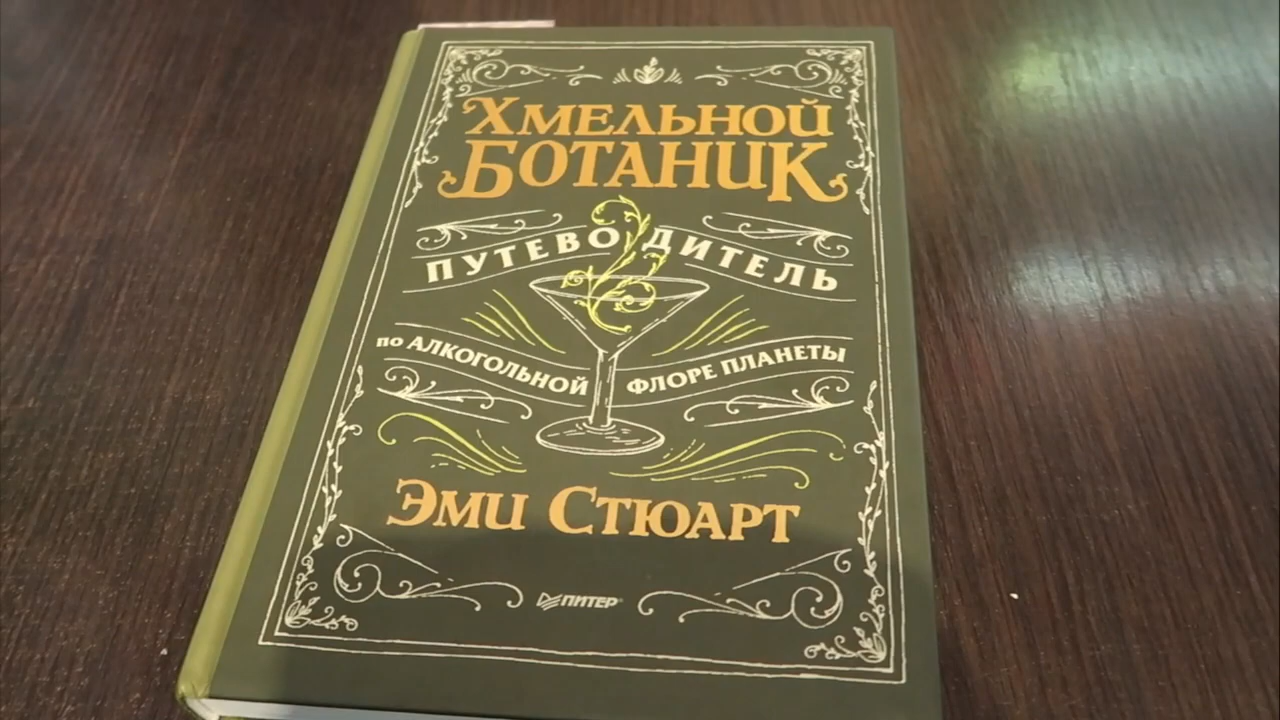 ХМЕЛЬНОЙ
БОТАНИК
ПУТЕВОДИТЕЛЬ
ПО АЛКОГОЛЬНОЙ ФЛОРЕ ПЛАНЕТЫ
ЭМИ СТЮАРТ
ПИТЕР®